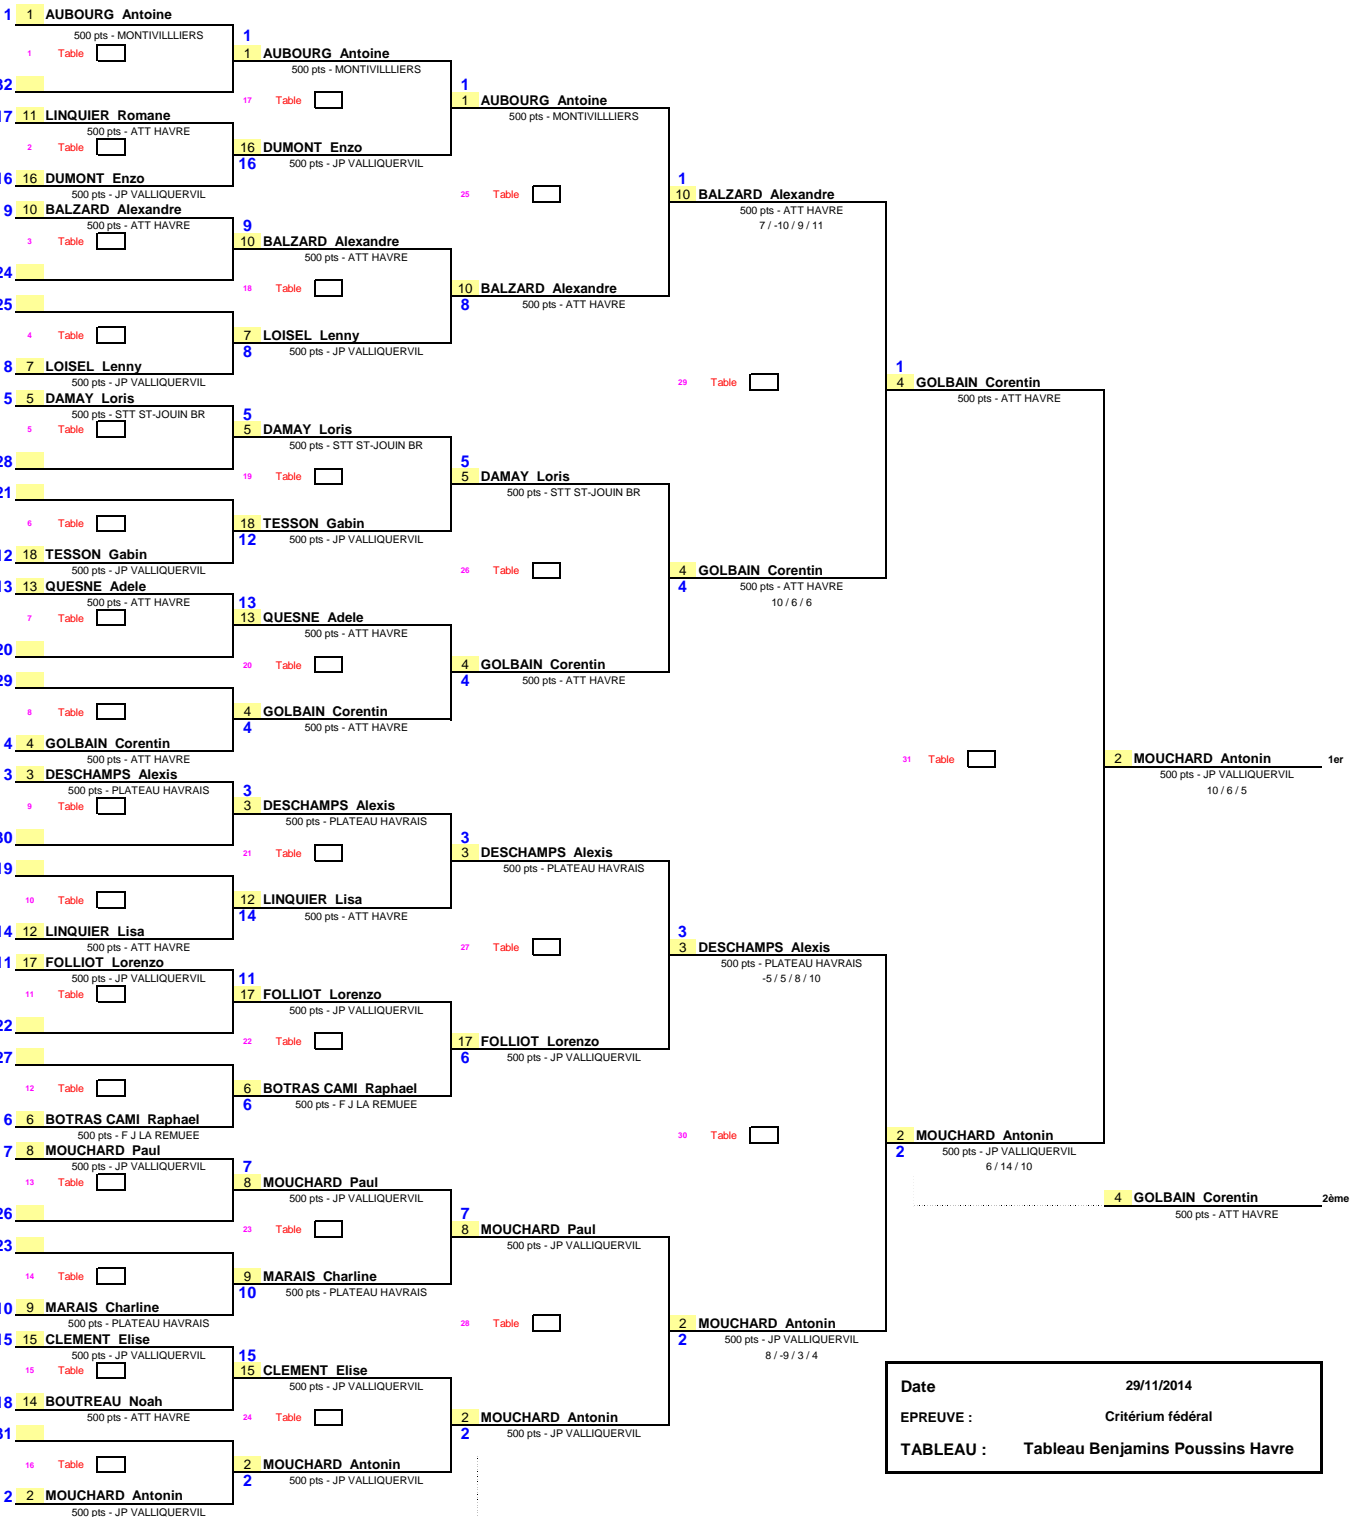 1 1 AUBOURG Antoine
500 pts - MONTIVILLLIERS
1 Table
32
17 11 LINQUIER Romane
500 pts - ATT HAVRE
2 Table
16 16 DUMONT Enzo
500 pts - JP VALLIQUERVIL
9 10 BALZARD Alexandre
500 pts - ATT HAVRE
3 Table
24
25
4 Table
8 7 LOISEL Lenny
500 pts - JP VALLIQUERVIL
5 5 DAMAY Loris
500 pts - STT ST-JOUIN BR
5 Table
28
21
6 Table
12 18 TESSON Gabin
500 pts - JP VALLIQUERVIL
13 13 QUESNE Adele
500 pts - ATT HAVRE
7 Table
20
29
8 Table
4 4 GOLBAIN Corentin
500 pts - ATT HAVRE
3 3 DESCHAMPS Alexis
500 pts - PLATEAU HAVRAIS
9 Table
30
19
10 Table
14 12 LINQUIER Lisa
500 pts - ATT HAVRE
11 17 FOLLIOT Lorenzo
500 pts - JP VALLIQUERVIL
11 Table
22
27
12 Table
6 6 BOTRAS CAMI Raphael
500 pts - F J LA REMUEE
7 8 MOUCHARD Paul
500 pts - JP VALLIQUERVIL
13 Table
26
23
14 Table
10 9 MARAIS Charline
500 pts - PLATEAU HAVRAIS
15 15 CLEMENT Elise
500 pts - JP VALLIQUERVIL
15 Table
18 14 BOUTREAU Noah
500 pts - ATT HAVRE
31
16 Table
2 2 MOUCHARD Antonin
500 pts - JP VALLIQUERVIL
1
1 AUBOURG Antoine
500 pts - MONTIVILLLIERS
17 Table
16 DUMONT Enzo
16 500 pts - JP VALLIQUERVIL
9
10 BALZARD Alexandre
500 pts - ATT HAVRE
18 Table
7 LOISEL Lenny
8 500 pts - JP VALLIQUERVIL
5
5 DAMAY Loris
500 pts - STT ST-JOUIN BR
19 Table
18 TESSON Gabin
12 500 pts - JP VALLIQUERVIL
13
13 QUESNE Adele
500 pts - ATT HAVRE
20 Table
4 GOLBAIN Corentin
4 500 pts - ATT HAVRE
3
3 DESCHAMPS Alexis
500 pts - PLATEAU HAVRAIS
21 Table
12 LINQUIER Lisa
14 500 pts - ATT HAVRE
11
17 FOLLIOT Lorenzo
500 pts - JP VALLIQUERVIL
22 Table
6 BOTRAS CAMI Raphael
6 500 pts - F J LA REMUEE
7
8 MOUCHARD Paul
500 pts - JP VALLIQUERVIL
23 Table
9 MARAIS Charline
10 500 pts - PLATEAU HAVRAIS
15
15 CLEMENT Elise
500 pts - JP VALLIQUERVIL
24 Table
2 MOUCHARD Antonin
2 500 pts - JP VALLIQUERVIL
1
1 AUBOURG Antoine
500 pts - MONTIVILLLIERS
25 Table
10 BALZARD Alexandre
8 500 pts - ATT HAVRE
5
5 DAMAY Loris
500 pts - STT ST-JOUIN BR
26 Table
4 GOLBAIN Corentin
4 500 pts - ATT HAVRE
3
3 DESCHAMPS Alexis
500 pts - PLATEAU HAVRAIS
27 Table
17 FOLLIOT Lorenzo
6 500 pts - JP VALLIQUERVIL
7
8 MOUCHARD Paul
500 pts - JP VALLIQUERVIL
28 Table
2 MOUCHARD Antonin
2 500 pts - JP VALLIQUERVIL
1
10 BALZARD Alexandre
500 pts - ATT HAVRE
7 / -10 / 9 / 11
29 Table
4 GOLBAIN Corentin
4 500 pts - ATT HAVRE
10 / 6 / 6
3
3 DESCHAMPS Alexis
500 pts - PLATEAU HAVRAIS
-5 / 5 / 8 / 10
30 Table
2 MOUCHARD Antonin
2 500 pts - JP VALLIQUERVIL
8 / -9 / 3 / 4
1
4 GOLBAIN Corentin
500 pts - ATT HAVRE
31 Table
2 MOUCHARD Antonin
2 500 pts - JP VALLIQUERVIL
6 / 14 / 10
2 MOUCHARD Antonin 1er
500 pts - JP VALLIQUERVIL
10 / 6 / 5
4 GOLBAIN Corentin 2ème
500 pts - ATT HAVRE
Date 29/11/2014
EPREUVE : Critérium fédéral
TABLEAU : Tableau Benjamins Poussins Havre